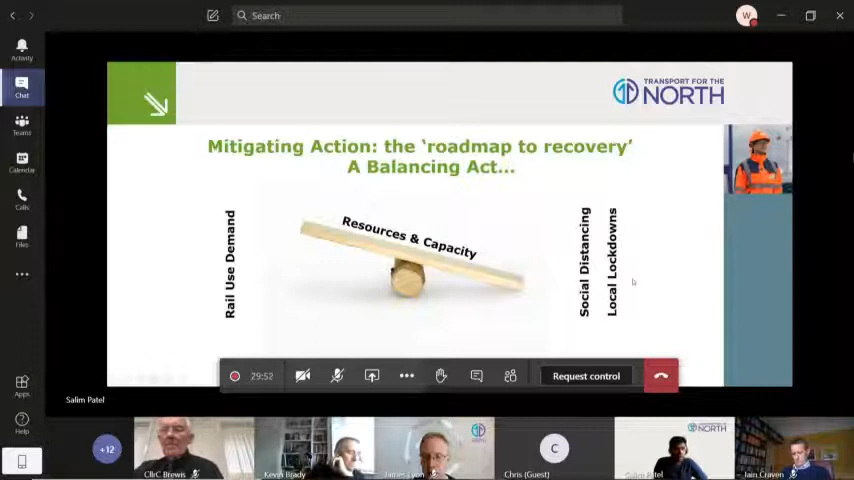 Search
W
Activity
Chat
Teams
Calendar
Calls
Files
Apps
Help
TRANSPORT FOR THE
NORTH
Mitigating Action: the ‘roadmap to recovery’
A Balancing Act...
Rail Use Demand
Resources & Capacity
Social Distancing
Local Lockdowns
29:52
Request control
Salim Patel
+12
CllrC Brewis
Kevin Brady
James Lyon
C
Chris (Guest)
NORTH
Salim Patel
Iain Craven